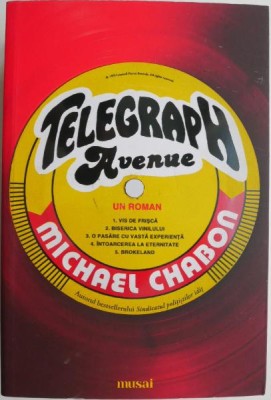 TELEGRAPH
Avenue
UN ROMAN
1. VIS DE FRIȘCĂ
2. BISERICA VINILULUI
3. O PASĂRE CU VASTĂ EXPERIENȚĂ
4. ÎNTOARCEREA LA ETERNITATE
5. BROKELAND
MICHAEL CHABON
Autorul bestsellerului Sindicatul polițiștilor idiș
musai